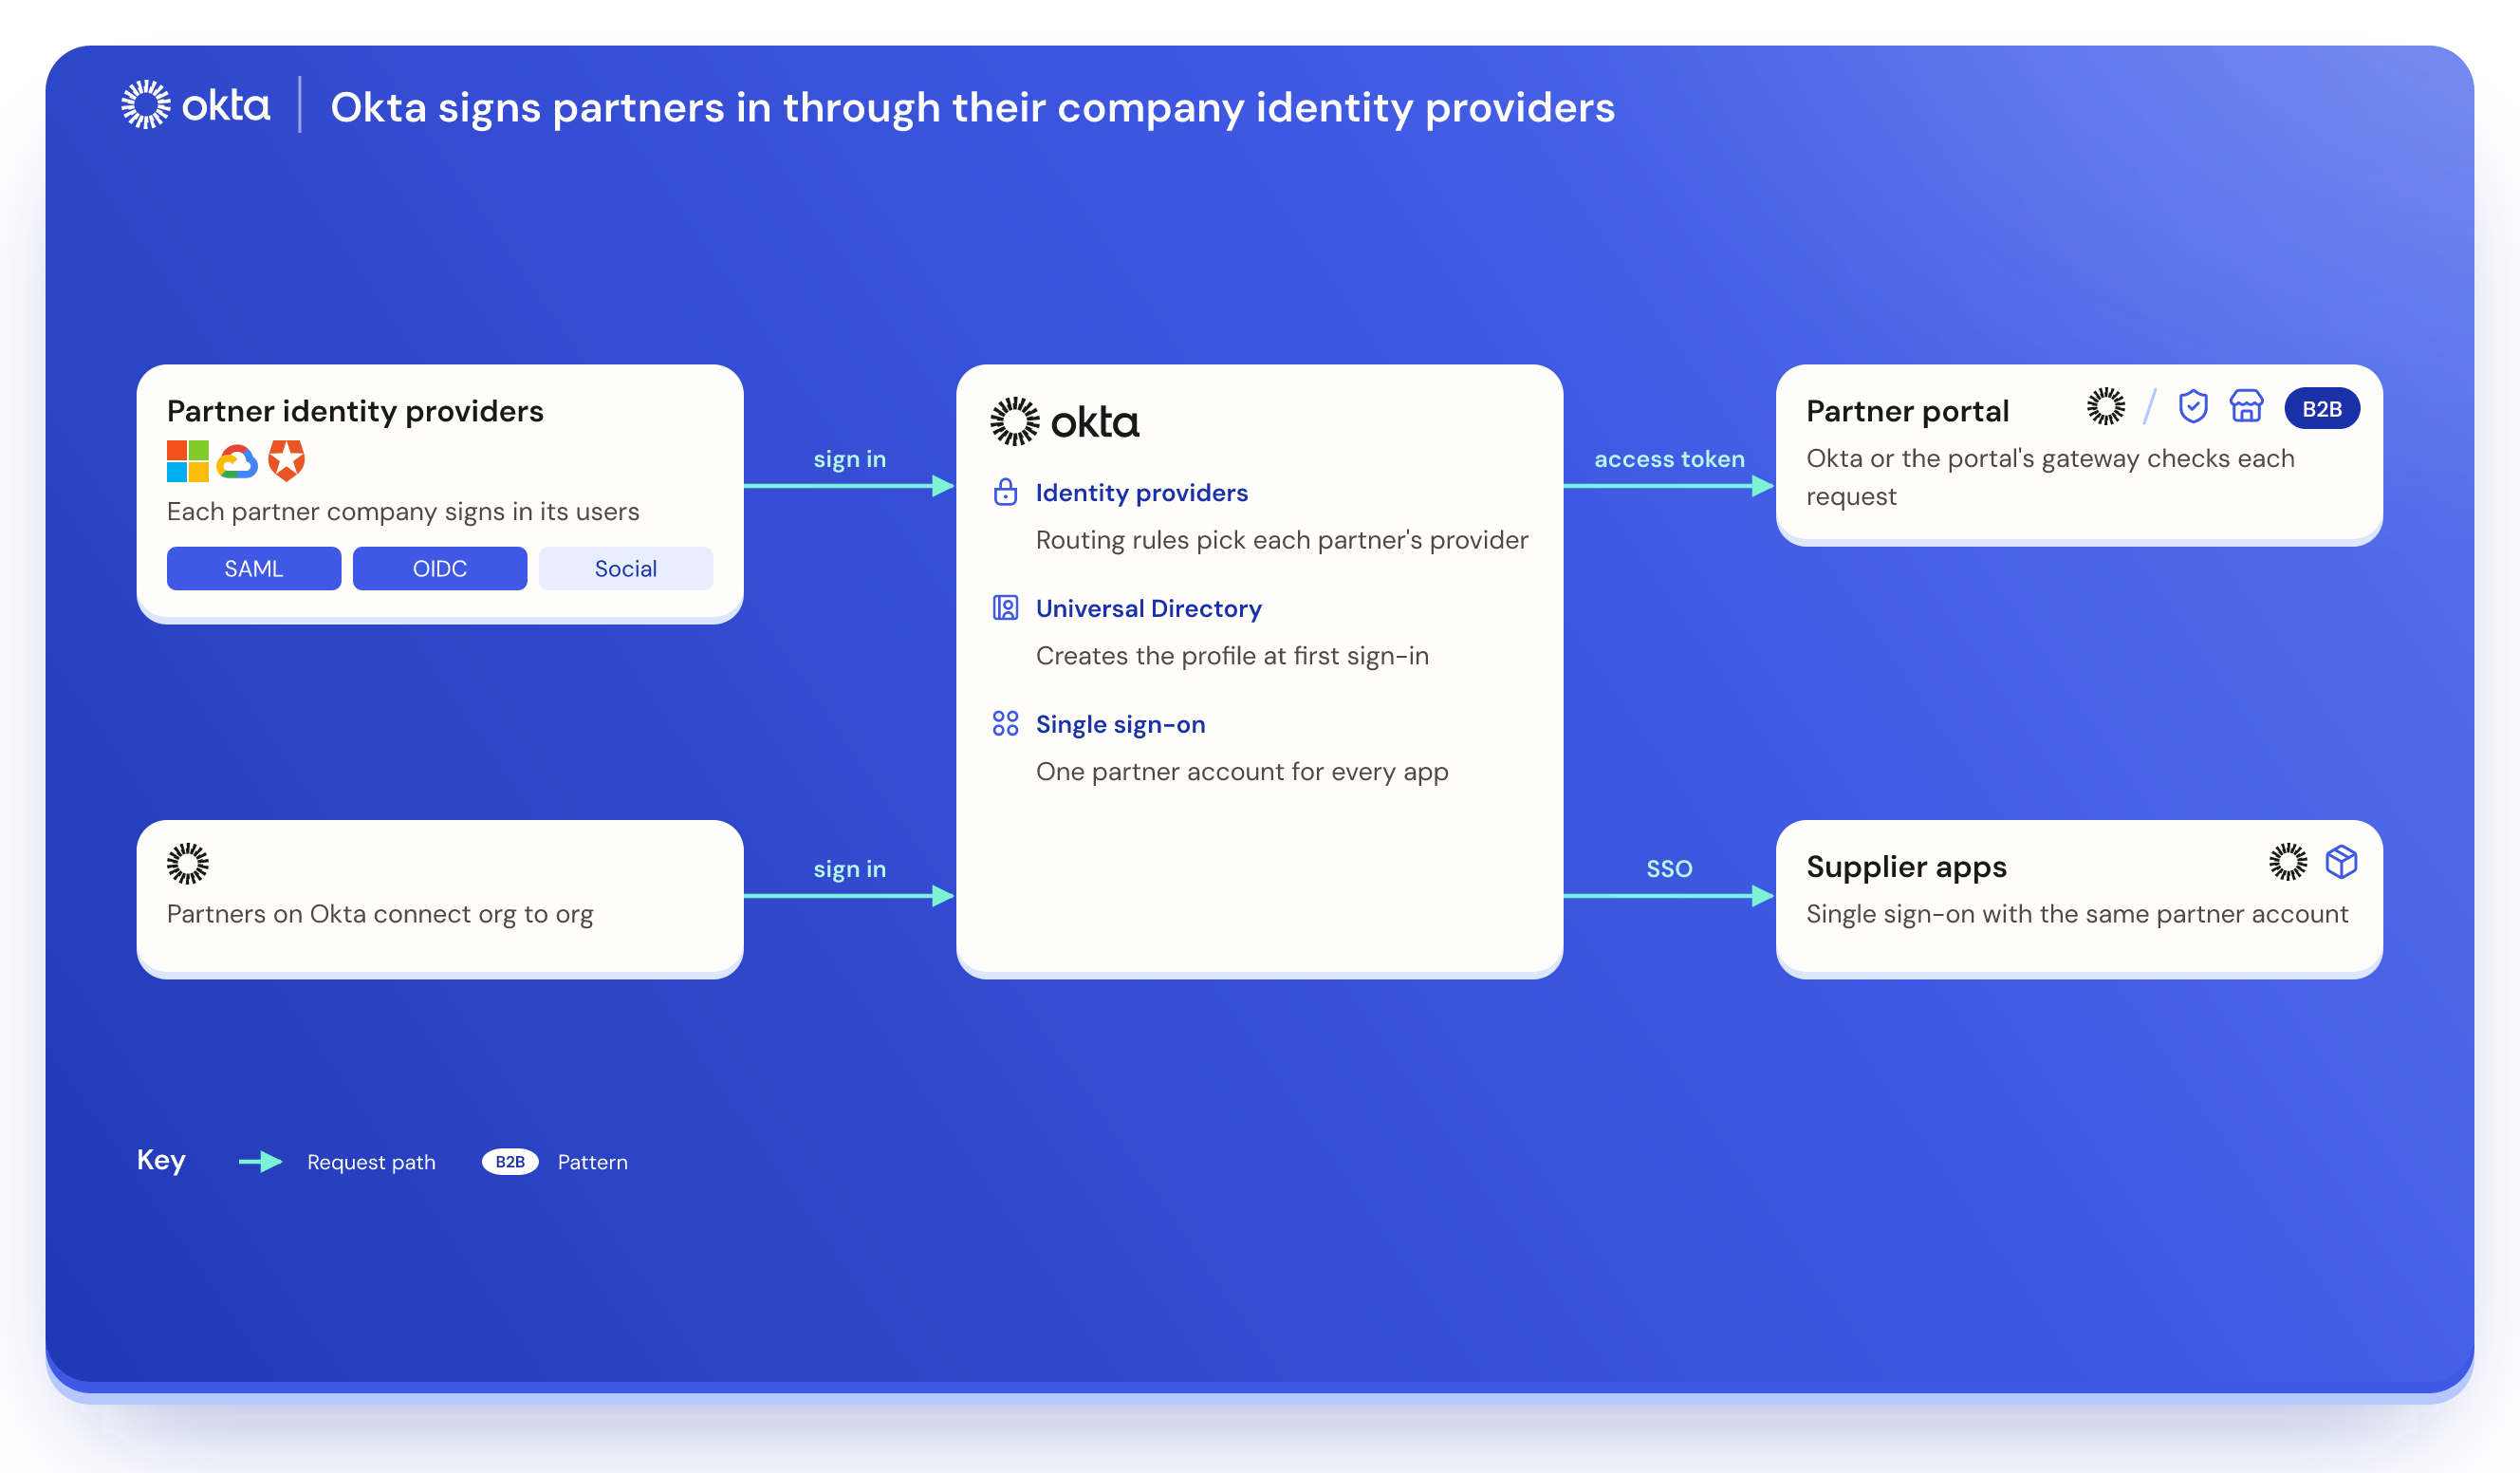 okta
Okta signs partners in through their company identity providers
Partner identity providers
Each partner company signs in its users
SAML
OIDC
Social
sign in
Partners on Okta connect org to org
sign in
okta
Identity providers
Routing rules pick each partner's provider
Universal Directory
Creates the profile at first sign-in
Single sign-on
One partner account for every app
access token
Partner portal
B2B
Okta or the portal's gateway checks each
request
SSO
Supplier apps
Single sign-on with the same partner account
Key
Request path
B2B
Pattern